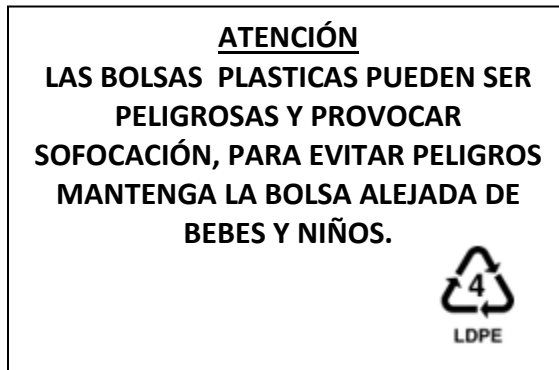 ATENCIÓN
LAS BOLSAS PLASTICAS PUEDEN SER
PELIGROSAS Y PROVOCAR
SOFOCACIÓN, PARA EVITAR PELIGROS
MANTENGA LA BOLSA ALEJADA DE
BEBES Y NIÑOS.
4
LDPE